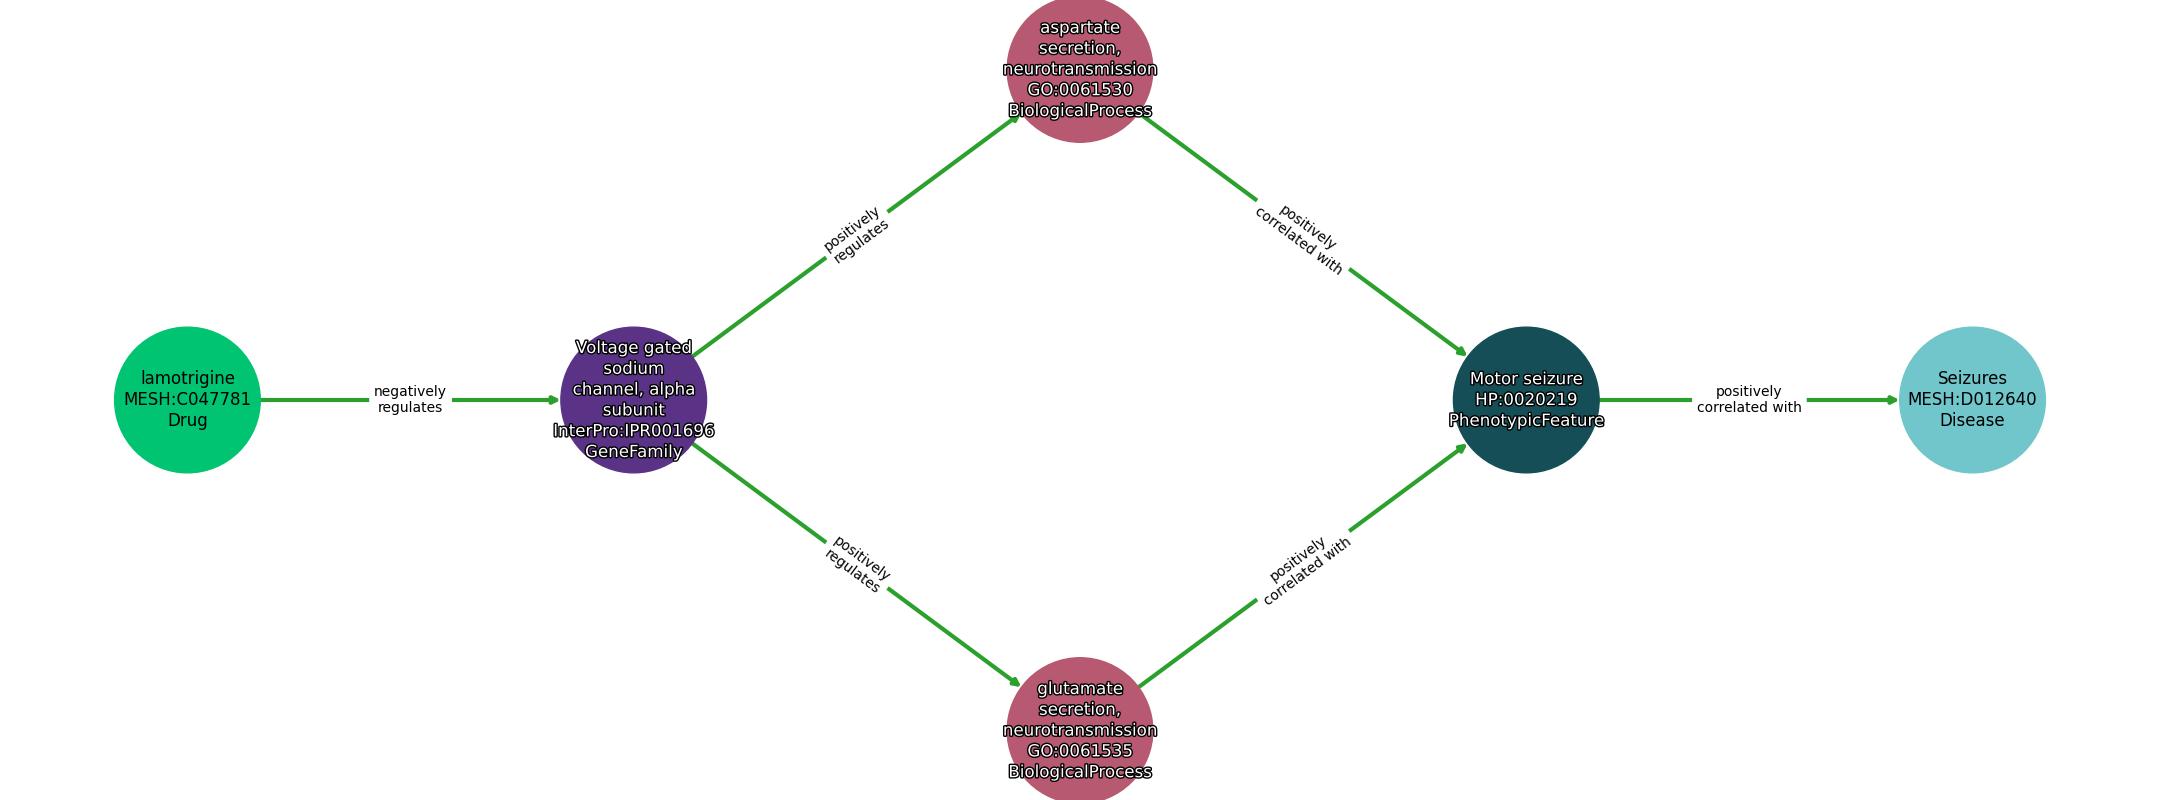 aspartate
secretion,
neurotransmission
GO:0061530
BiologicalProcess
positively
regulates
positively
correlated with
lamotrigine
MESH:C047781
Drug
negatively
regulates
Voltage gated
sodium
channel, alpha
subunit
InterPro:IPR001696
GeneFamily
Motor seizure
HP:0020219
PhenotypicFeature
positively
correlated with
Seizures
MESH:D012640
Disease
positively
regulates
positively
correlated with
glutamate
secretion,
neurotransmission
GO:0061535
BiologicalProcess